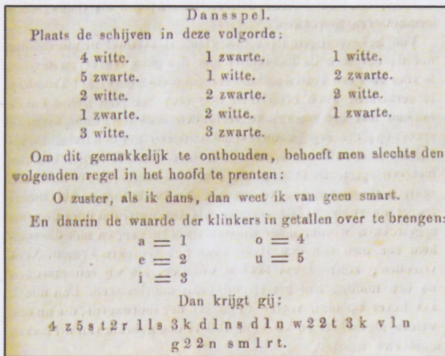 Dansspel.
Plaats de schijven in deze volgorde:
4 witte. 1 zwarte. 1 witte.
5 zwarte. 1 witte. 2 zwarte.
2 witte. 2 zwarte. 2 witte.
1 zwarte. 2 witte. 1 zwarte.
3 witte. 3 zwarte.
Om dit gemakkelijk te onthouden, behoeft men slechts den
volgenden regel in het hoofd te prenten:
O zuster, als ik dans, dan weet ik van geen smart.
En daarin de waarde der klinkers in getallen over te brengen:
a = 1 o = 4
e = 2 u = 5
i = 3
Dan krijgt gij:
4 z5st2r 1ls 3k d1ns d1n w22t 3k v1n
g22n sm1rt.